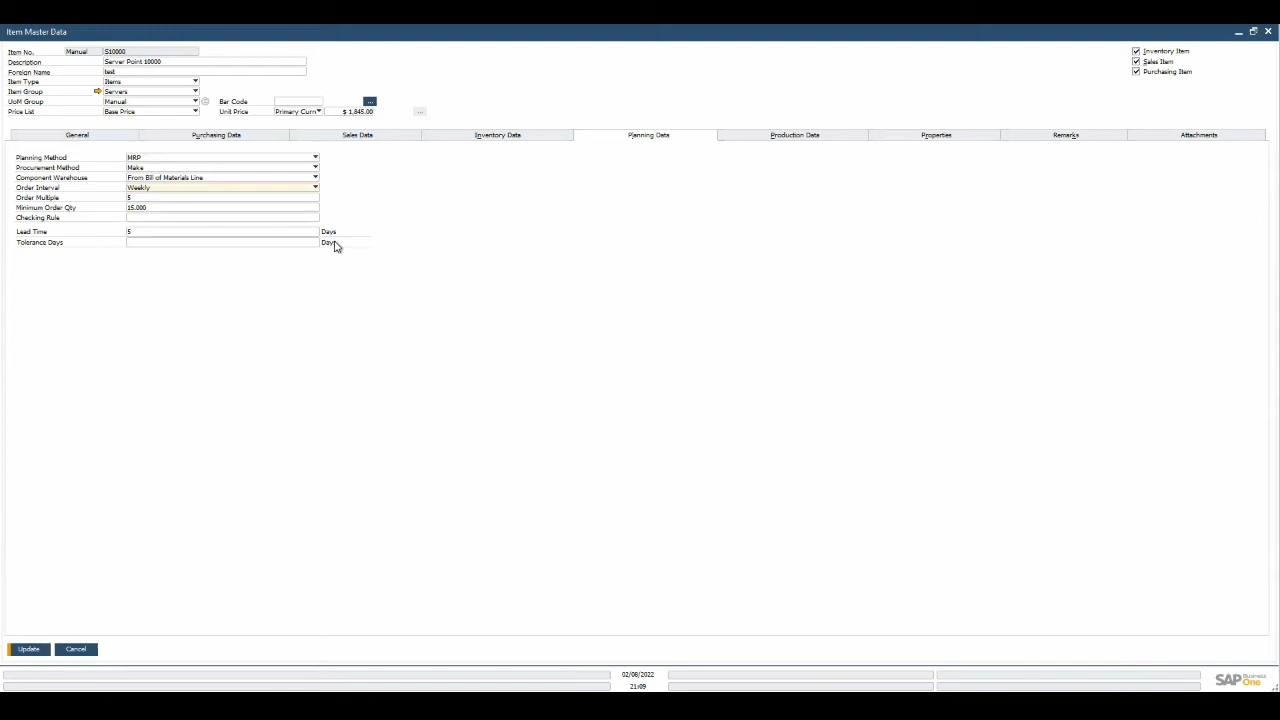 Item Master Data
Item No. Manual S10000
Description Server Point 10000
Foreign Name test
Item Type Items
Item Group Servers
UoM Group Manual Bar Code ...
Price List Base Price Unit Price Primary Curr $ 1,845.00 ...
Inventory Item
Sales Item
Purchasing Item
General Purchasing Data Sales Data Inventory Data Planning Data Production Data Properties Remarks Attachments
Planning Method MRP
Procurement Method Make
Component Warehouse From Bill of Materials Line
Order Interval Weekly
Order Multiple 5
Minimum Order Qty 15.000
Checking Rule
Lead Time 5 Days
Tolerance Days Days
Update Cancel
02/08/2022
21:09
SAP Business One